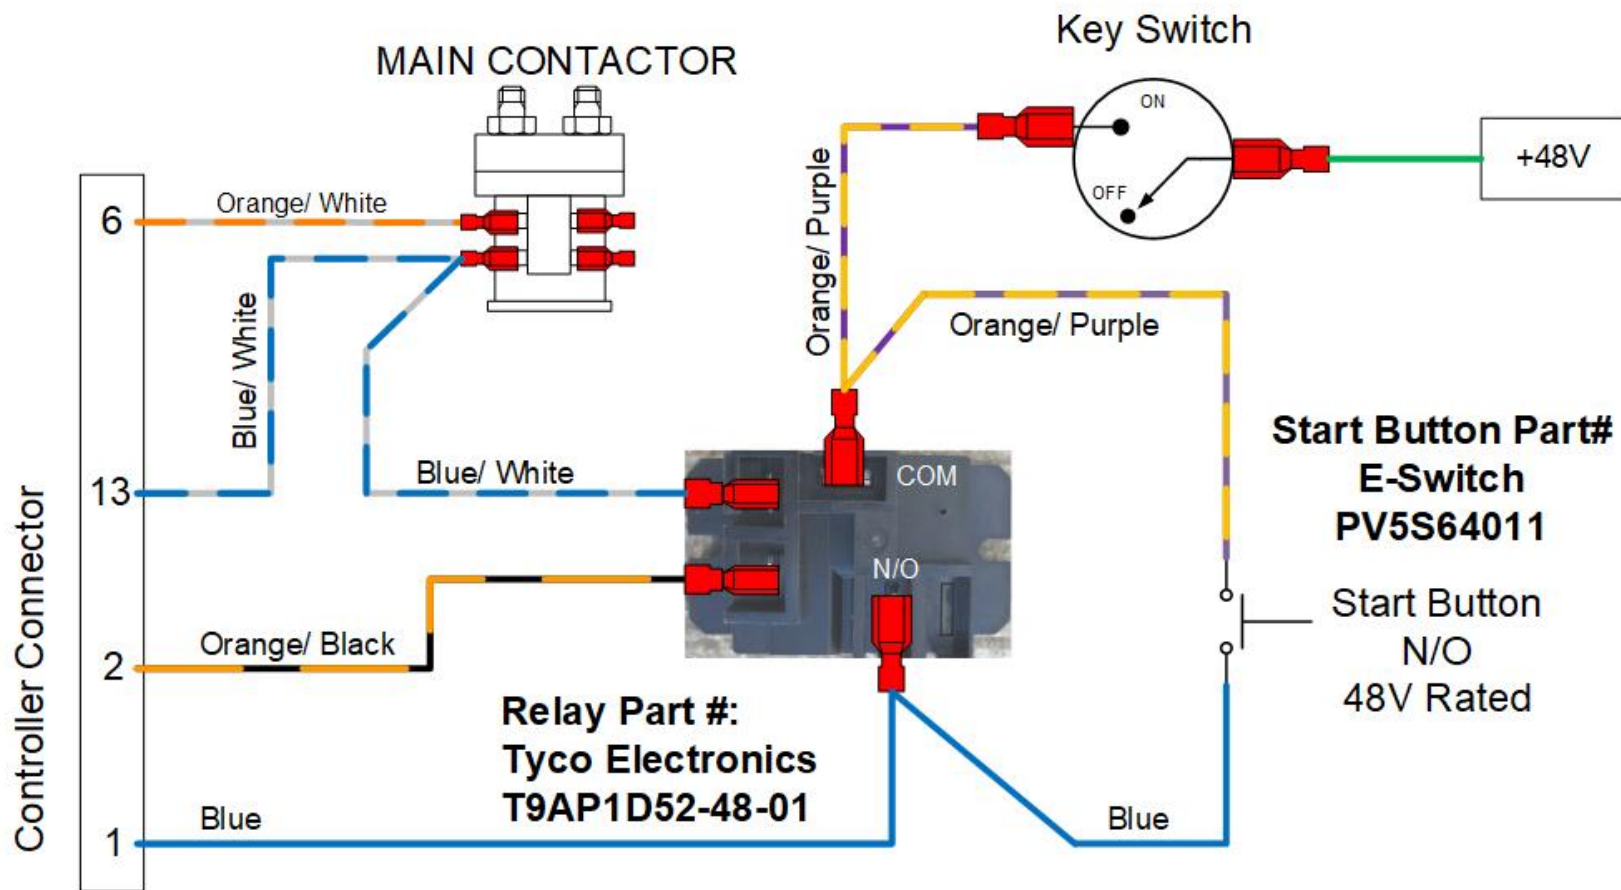 Key Switch
MAIN CONTACTOR
ON
+48V
OFF
6
Orange/ White
Orange/ Purple
Orange/ Purple
Blue/ White
Start Button Part#
E-Switch
PV5S64011
Blue/ White
COM
13
N/O
Start Button
N/O
48V Rated
Controller Connector
Orange/ Black
2
Relay Part #:
Tyco Electronics
T9AP1D52-48-01
Blue
Blue
1